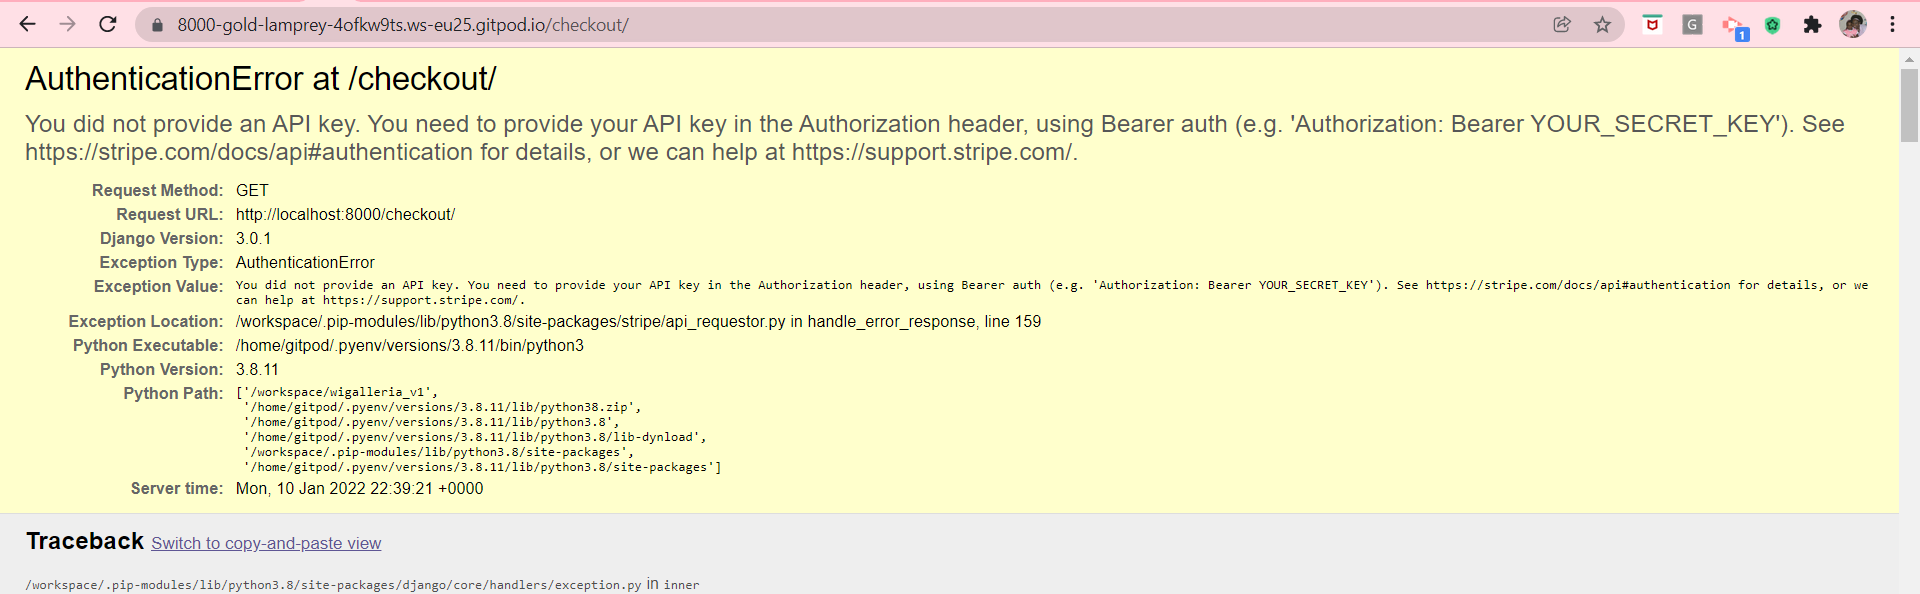 8000-gold-lamprey-4ofkw9ts.ws-eu25.gitpod.io/checkout/
G
1
AuthenticationError at /checkout/
You did not provide an API key. You need to provide your API key in the Authorization header, using Bearer auth (e.g. 'Authorization: Bearer YOUR_SECRET_KEY'). See
https://stripe.com/docs/api#authentication for details, or we can help at https://support.stripe.com/.
Request Method: GET
Request URL: http://localhost:8000/checkout/
Django Version: 3.0.1
Exception Type: AuthenticationError
Exception Value: You did not provide an API key. You need to provide your API key in the Authorization header, using Bearer auth (e.g. 'Authorization: Bearer YOUR_SECRET_KEY'). See https://stripe.com/docs/api#authentication for details, or we
can help at https://support.stripe.com/.
Exception Location: /workspace/.pip-modules/lib/python3.8/site-packages/stripe/api_requestor.py in handle_error_response, line 159
Python Executable: /home/gitpod/.pyenv/versions/3.8.11/bin/python3
Python Version: 3.8.11
Python Path: ['/workspace/wigalleria_v1',
'/home/gitpod/.pyenv/versions/3.8.11/lib/python38.zip',
'/home/gitpod/.pyenv/versions/3.8.11/lib/python3.8',
'/home/gitpod/.pyenv/versions/3.8.11/lib/python3.8/lib-dynload',
'/workspace/.pip-modules/lib/python3.8/site-packages',
'/home/gitpod/.pyenv/versions/3.8.11/lib/python3.8/site-packages']
Server time: Mon, 10 Jan 2022 22:39:21 +0000
Traceback Switch to copy-and-paste view
/workspace/.pip-modules/lib/python3.8/site-packages/django/core/handlers/exception.py in inner